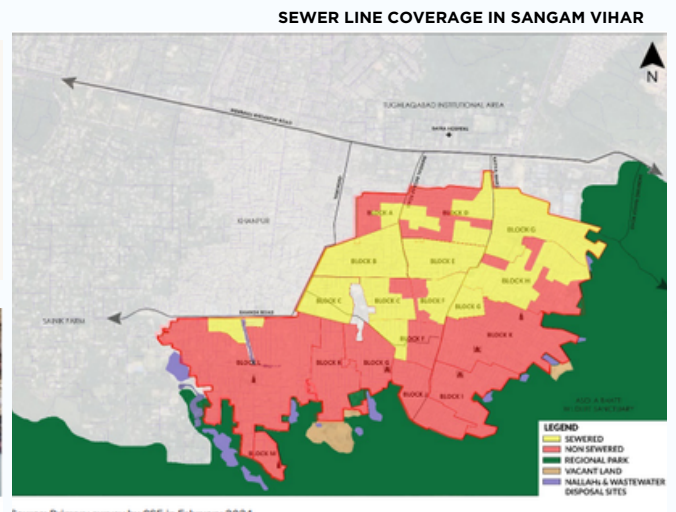 SEWER LINE COVERAGE IN SANGAM VIHAR
N
TUGHLAQABAD INSTITUTIONAL AREA
BATRA HOSPITAL
KHANPUR
BLOCK A
BLOCK D
BLOCK G
BLOCK B
BLOCK E
BLOCK H
BLOCK C
BLOCK C
BLOCK F
BLOCK G
SAINIK FARM
BLOCK F
BLOCK K
BLOCK L
BLOCK K
BLOCK G
BLOCK J
BLOCK I
BLOCK M
LEGEND
SEWERED
NON SEWERED
REGIONAL PARK
VACANT LAND
NALLAHS & WASTEWATER
DISPOSAL SITES